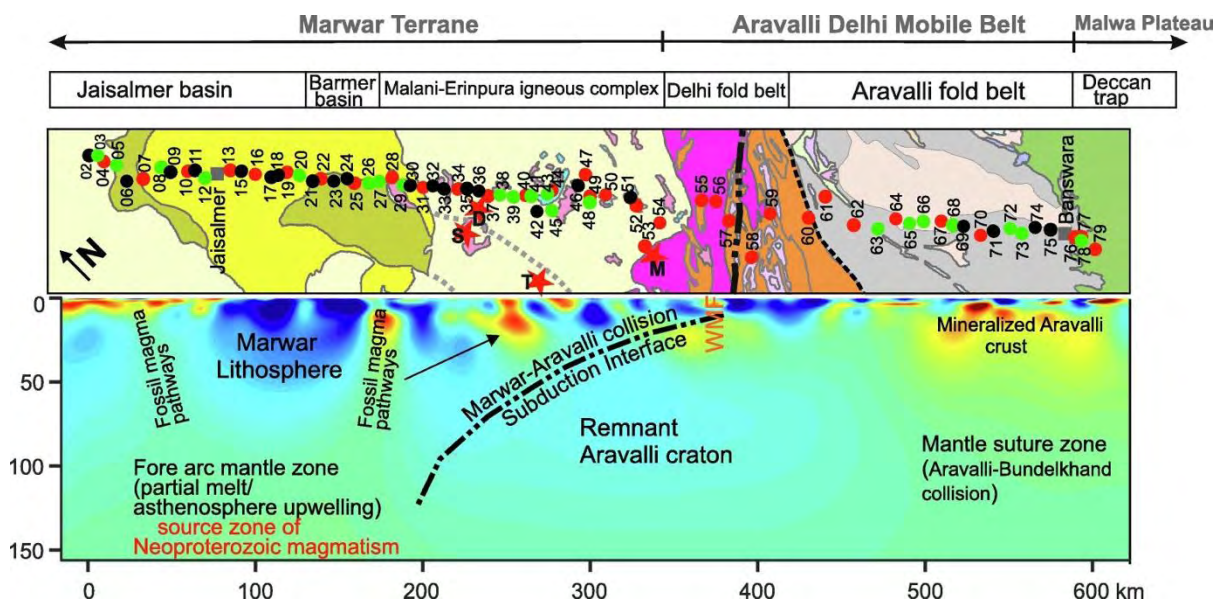 Marwar Terrane
Aravalli Delhi Mobile Belt
Malwa Plateau
Jaisalmer basin
Barmer
basin
Malani-Erinpura igneous complex
Delhi fold belt
Aravalli fold belt
Deccan
trap
02
03
04
05
06
07
08
09
10
11
12
13
15
16
17
18
19
20
21
22
23
24
25
26
27
28
29
30
31
32
33
34
35
36
37
38
39
40
42
45
46
47
48
49
50
51
52
53
54
55
56
57
58
59
60
61
62
63
64
65
66
67
68
69
70
71
72
73
74
75
76
77
78
79
Jaisalmer
Banswara
N
S
D
T
M
0
50
100
150
Fossil magma
pathways
Marwar
Lithosphere
Fossil magma
pathways
Marwar-Aravalli collision
Subduction Interface
WMF
Mineralized Aravalli
crust
Remnant
Aravalli craton
Mantle suture zone
(Aravalli-Bundelkhand
collision)
Fore arc mantle zone
(partial melt/
asthenosphere upwelling)
source zone of
Neoproterozoic magmatism
0
100
200
300
400
500
600 km